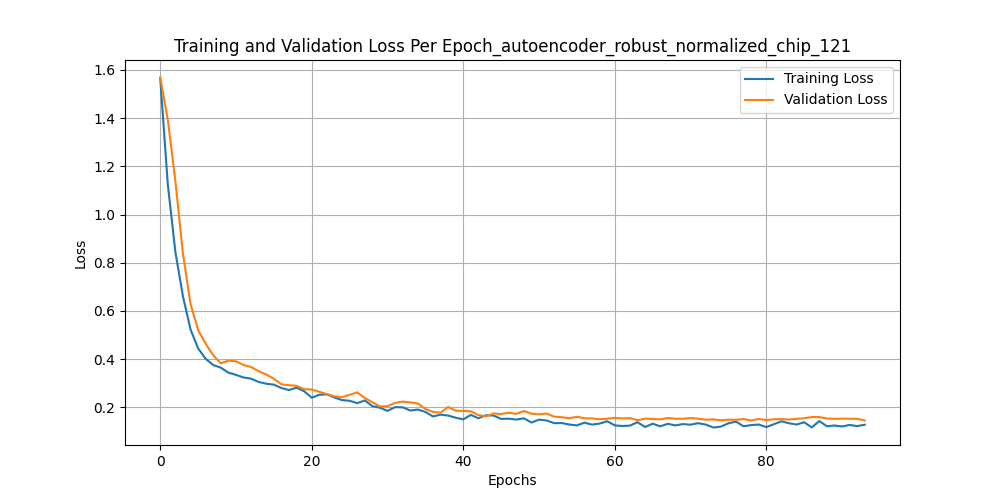 Training and Validation Loss Per Epoch_autoencoder_robust_normalized_chip_121
Training Loss
Validation Loss
1.6
1.4
1.2
1.0
0.8
0.6
0.4
0.2
Loss
0 20 40 60 80
Epochs